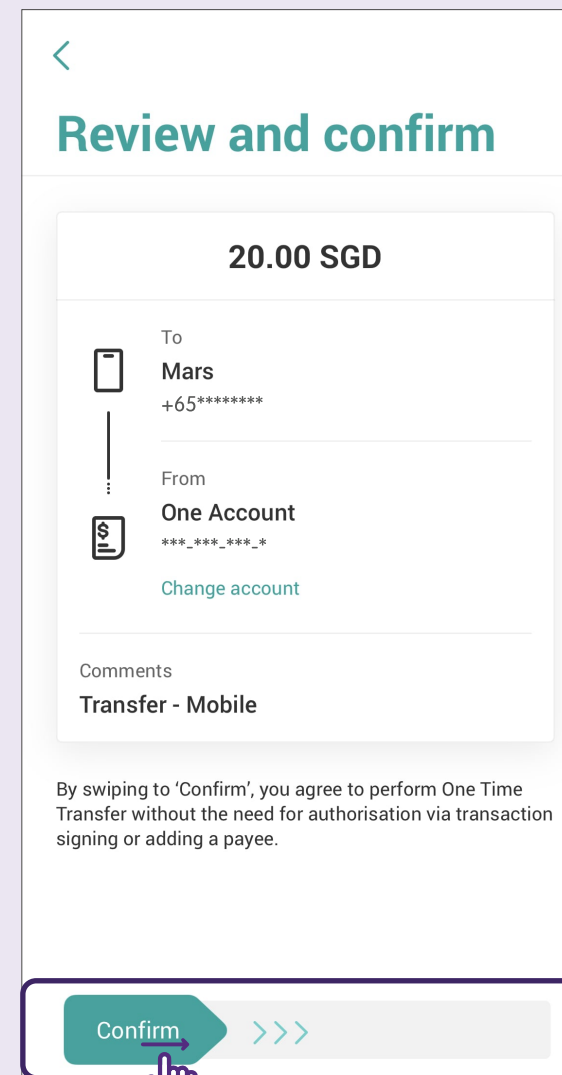 Review and confirm
20.00 SGD
To
Mars
+65********
From
One Account
***-***-***-*
$
Change account
Comments
Transfer - Mobile
By swiping to ‘Confirm’, you agree to perform One Time
Transfer without the need for authorisation via transaction
signing or adding a payee.
Confirm